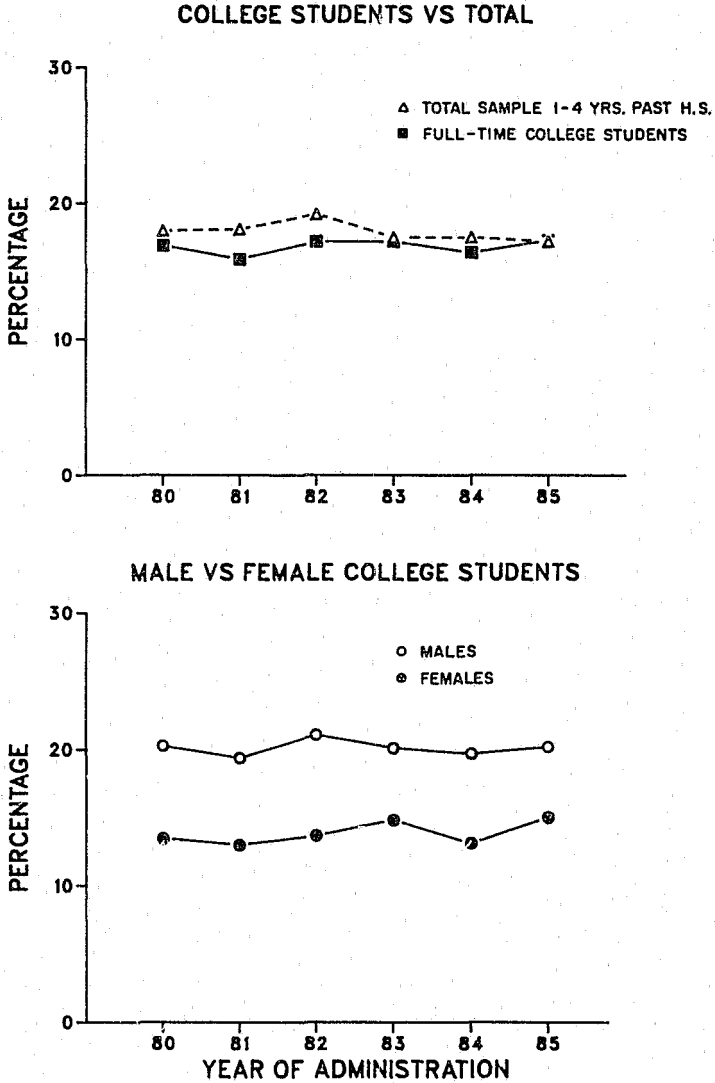 COLLEGE STUDENTS VS TOTAL
30
TOTAL SAMPLE 1-4 YRS. PAST H.S.
FULL-TIME COLLEGE STUDENTS
20
PERCENTAGE
10
0
80 81 82 83 84 85
MALE VS FEMALE COLLEGE STUDENTS
30
MALES
FEMALES
20
PERCENTAGE
10
0
80 81 82 83 84 85
YEAR OF ADMINISTRATION